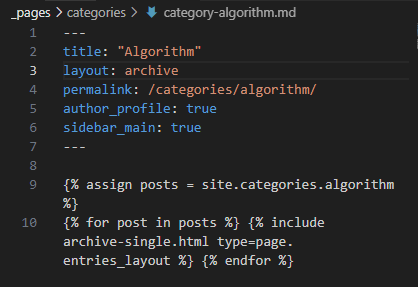 _pages > categories > category-algorithm.md
1 ---
2 title: "Algorithm"
3 layout: archive
4 permalink: /categories/algorithm/
5 author_profile: true
6 sidebar_main: true
7 ---
8
9 {% assign posts = site.categories.algorithm
%}
10 {% for post in posts %} {% include
archive-single.html type=page.
entries_layout %} {% endfor %}